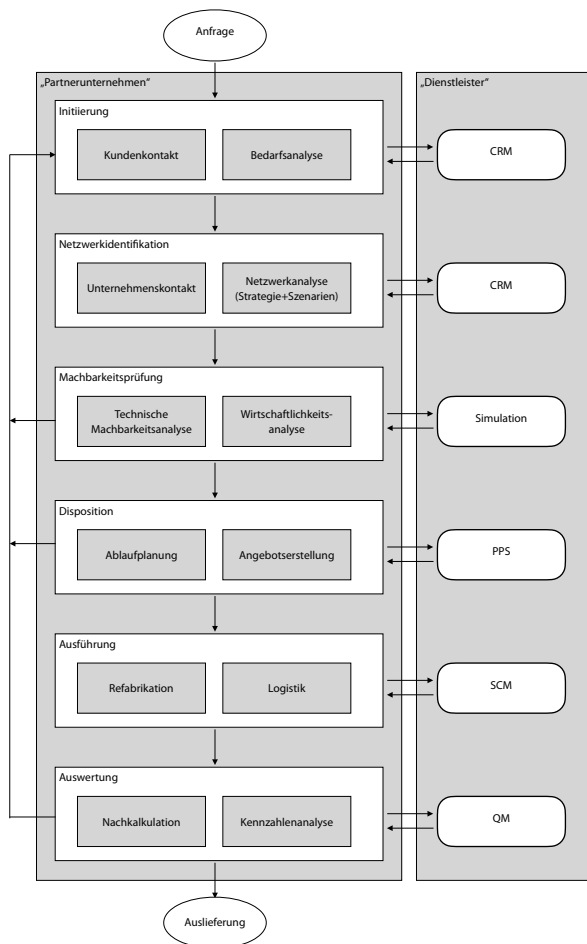 Anfrage
„Partnerunternehmen“
„Dienstleister“
Initiierung
Kundenkontakt
Bedarfsanalyse
CRM
Netzwerkidentifikation
Unternehmenskontakt
Netzwerkanalyse
(Strategie+Szenarien)
CRM
Machbarkeitsprüfung
Technische
Machbarkeitsanalyse
Wirtschaftlichkeits-
analyse
Simulation
Disposition
Ablaufplanung
Angebotserstellung
PPS
Ausführung
Refabrikation
Logistik
SCM
Auswertung
Nachkalkulation
Kennzahlenanalyse
QM
Auslieferung